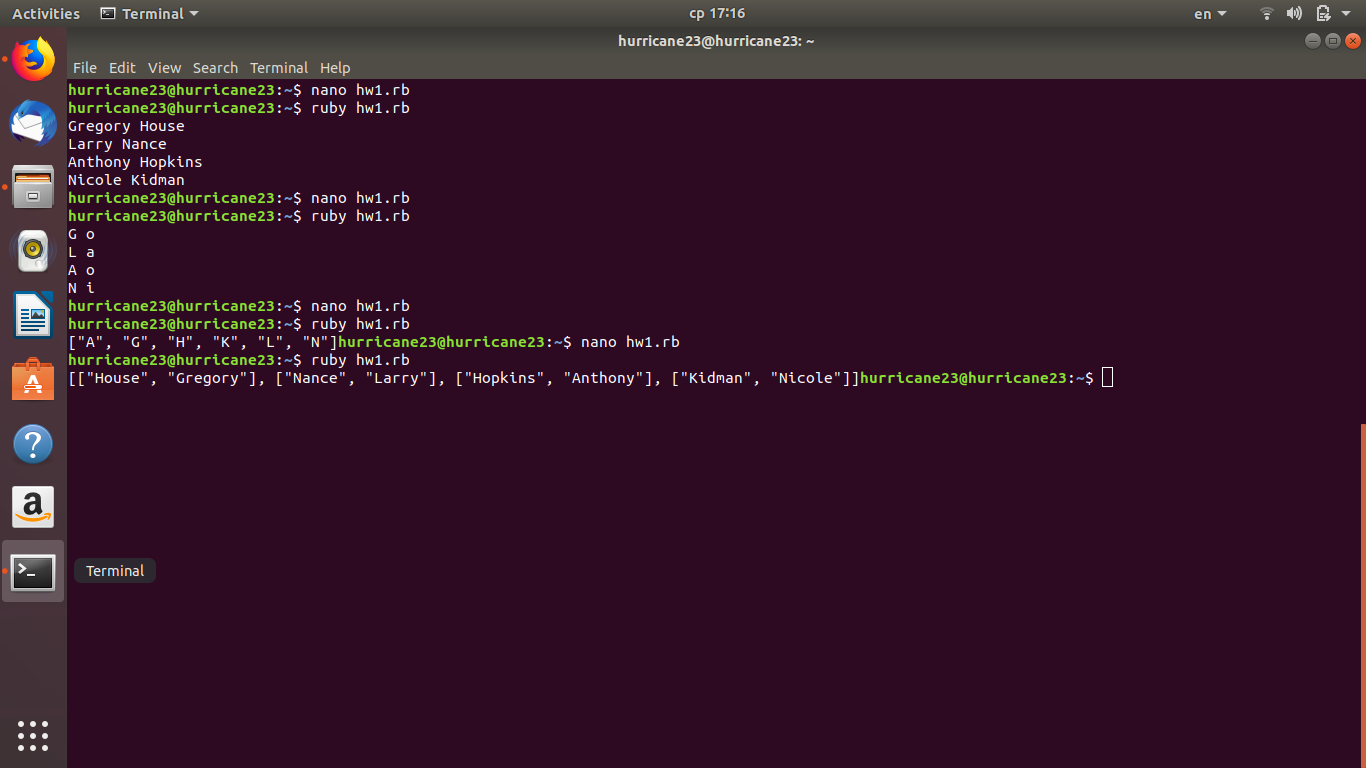 Activities Terminal ср 17:16 en
hurricane23@hurricane23: ~
File Edit View Search Terminal Help
hurricane23@hurricane23:~$ nano hw1.rb
hurricane23@hurricane23:~$ ruby hw1.rb
Gregory House
Larry Nance
Anthony Hopkins
Nicole Kidman
hurricane23@hurricane23:~$ nano hw1.rb
hurricane23@hurricane23:~$ ruby hw1.rb
G o
L a
A o
N i
hurricane23@hurricane23:~$ nano hw1.rb
hurricane23@hurricane23:~$ ruby hw1.rb
["A", "G", "H", "K", "L", "N"]hurricane23@hurricane23:~$ nano hw1.rb
hurricane23@hurricane23:~$ ruby hw1.rb
[["House", "Gregory"], ["Nance", "Larry"], ["Hopkins", "Anthony"], ["Kidman", "Nicole"]]hurricane23@hurricane23:~$
Terminal